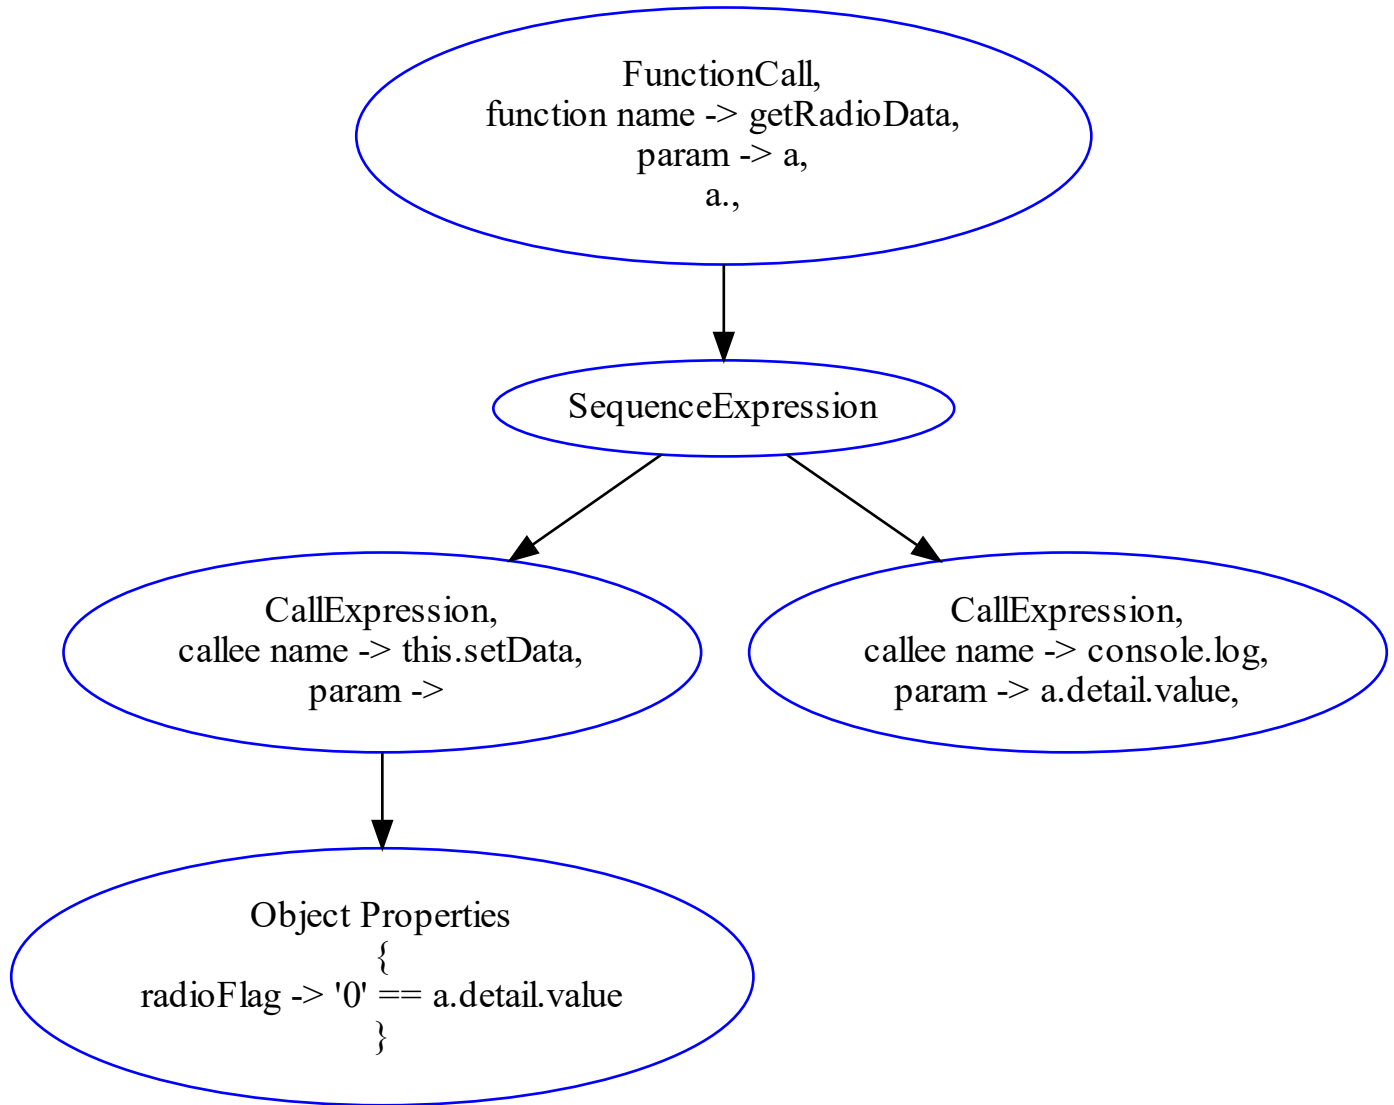 FunctionCall,
function name -> getRadioData,
param -> a,
a.,
SequenceExpression
CallExpression,
callee name -> this.setData,
param ->
CallExpression,
callee name -> console.log,
param -> a.detail.value,
Object Properties
{
radioFlag -> '0' == a.detail.value
}